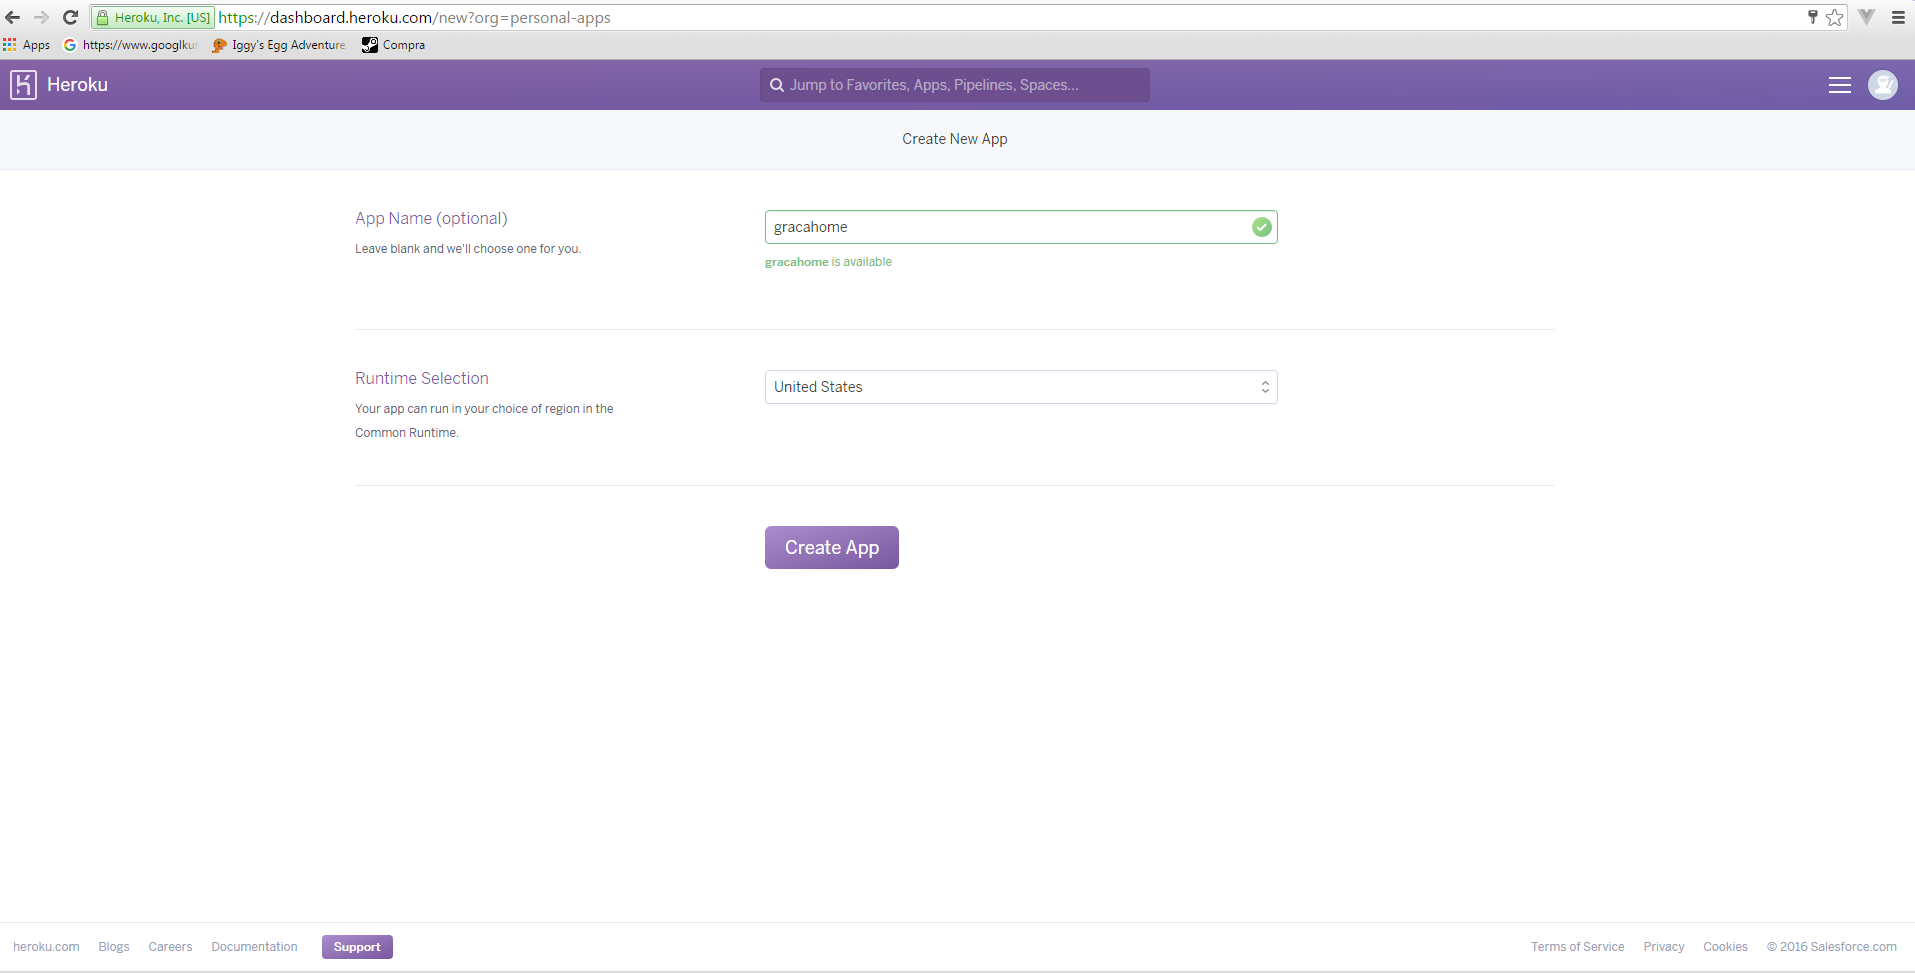 Heroku, Inc. [US] https://dashboard.heroku.com/new?org=personal-apps
Apps https://www.googlkur Iggy's Egg Adventure Compra
Heroku Jump to Favorites, Apps, Pipelines, Spaces...
Create New App
App Name (optional)
gracahome
Leave blank and we'll choose one for you.
gracahome is available
Runtime Selection
United States
Your app can run in your choice of region in the
Common Runtime.
Create App
heroku.com Blogs Careers Documentation Support Terms of Service Privacy Cookies © 2016 Salesforce.com